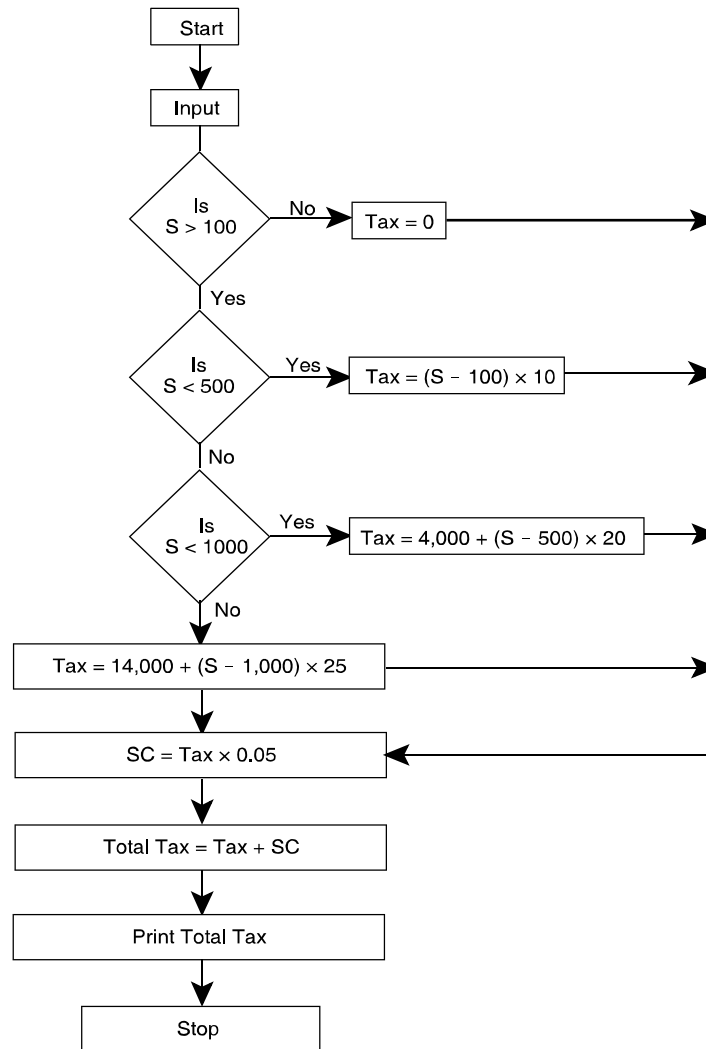 Start
Input
Is
S > 100
No
Tax = 0
Yes
Is
S < 500
Yes
Tax = (S − 100) × 10
No
Is
S < 1000
Yes
Tax = 4,000 + (S − 500) × 20
No
Tax = 14,000 + (S − 1,000) × 25
SC = Tax × 0.05
Total Tax = Tax + SC
Print Total Tax
Stop